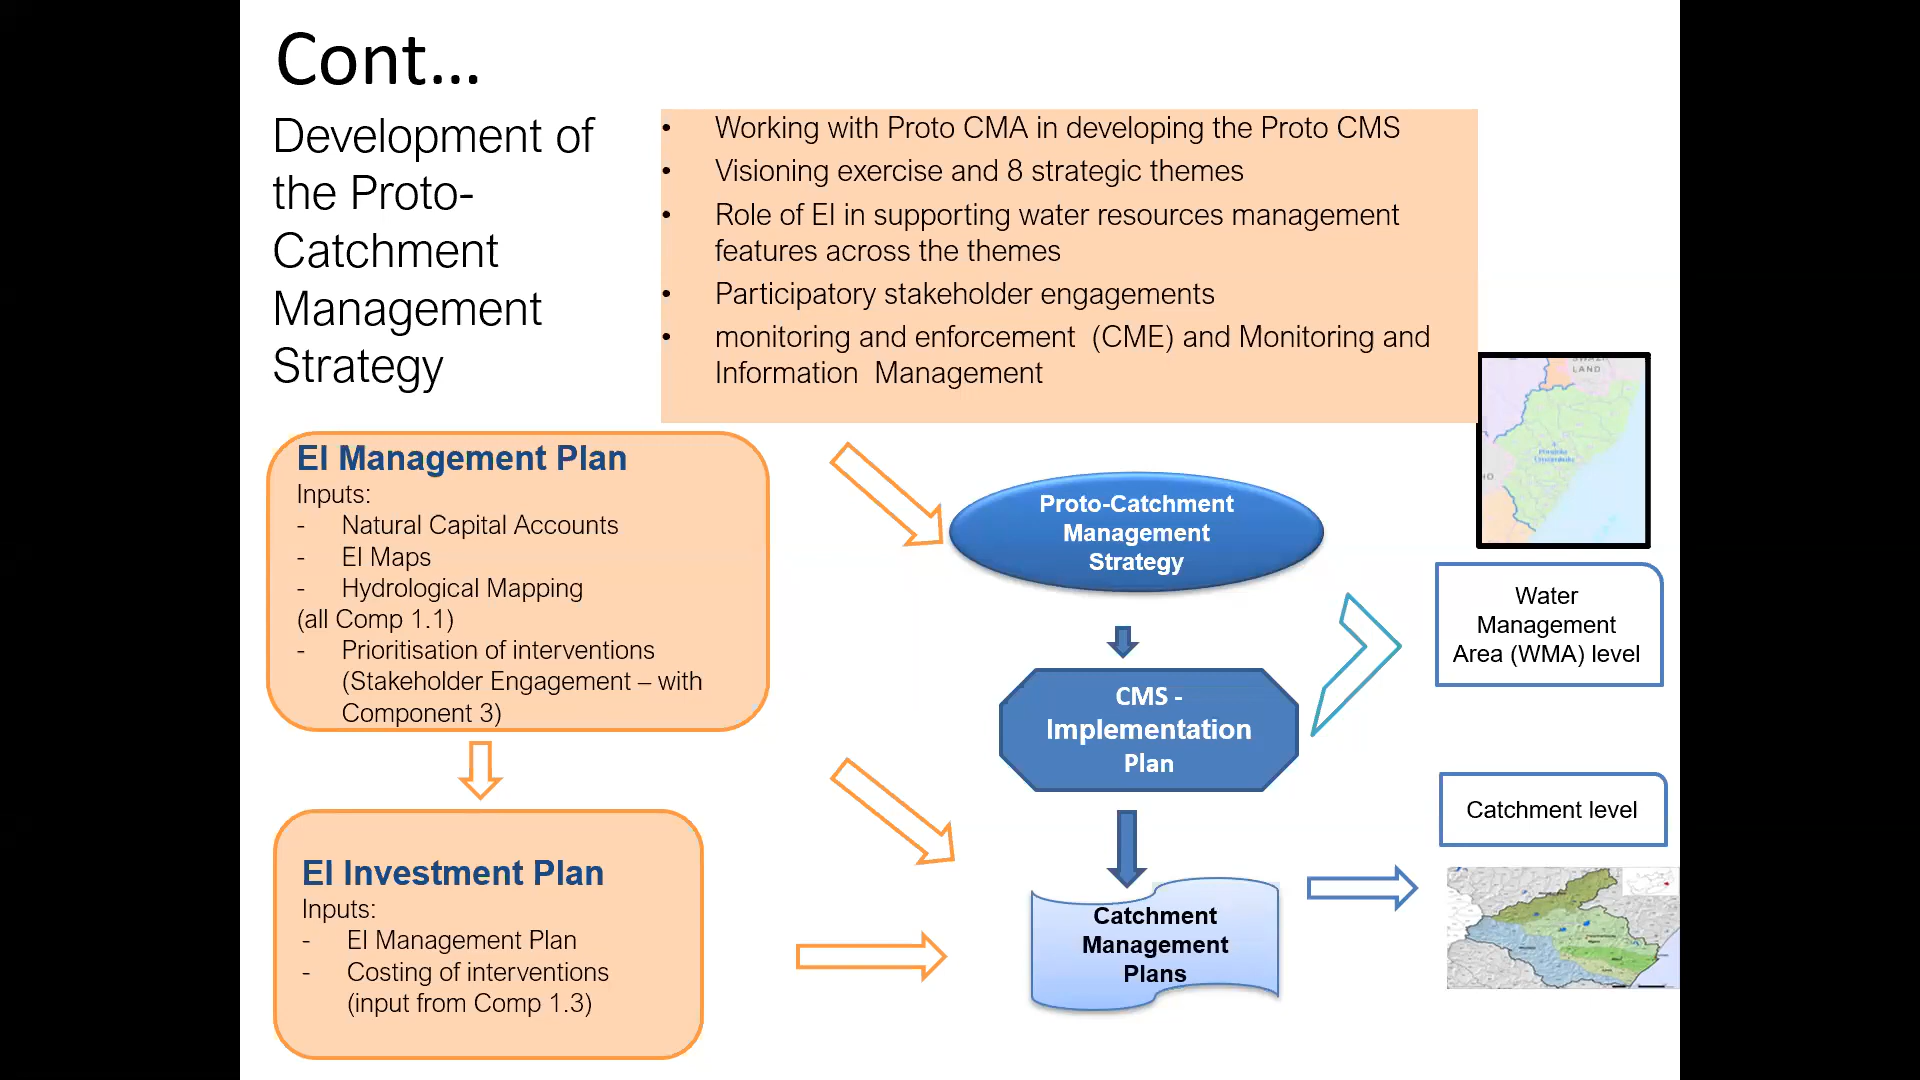 Cont...
Development of
the Proto-
Catchment
Management
Strategy
• Working with Proto CMA in developing the Proto CMS
• Visioning exercise and 8 strategic themes
• Role of EI in supporting water resources management
features across the themes
• Participatory stakeholder engagements
• monitoring and enforcement (CME) and Monitoring and
Information Management
LAND
EI Management Plan
Inputs:
- Natural Capital Accounts
- EI Maps
- Hydrological Mapping
(all Comp 1.1)
- Prioritisation of interventions
(Stakeholder Engagement – with
Component 3)
EI Investment Plan
Inputs:
- EI Management Plan
- Costing of interventions
(input from Comp 1.3)
Proto-Catchment
Management
Strategy
CMS -
Implementation
Plan
Catchment
Management
Plans
Water
Management
Area (WMA) level
Catchment level